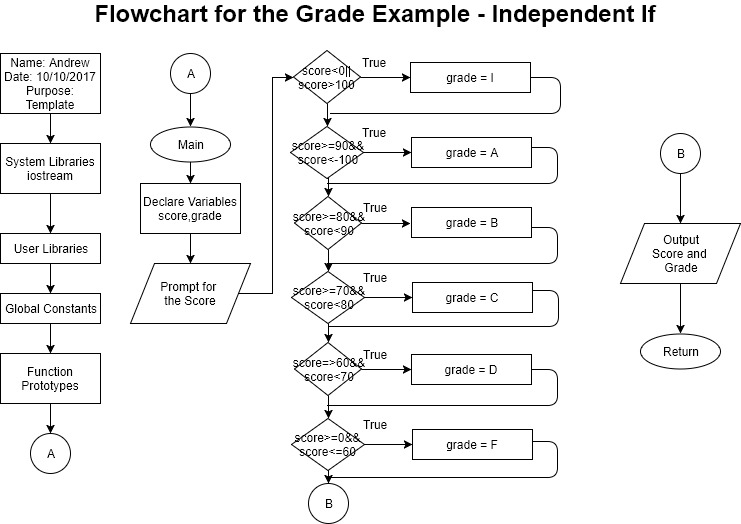 Flowchart for the Grade Example - Independent If
Name: Andrew
Date: 10/10/2017
Purpose:
Template
System Libraries
iostream
User Libraries
Global Constants
Function
Prototypes
A
A
Main
Declare Variables
score,grade
Prompt for
the Score
score<0||
score>100
True
grade = I
score>=90&&
score<-100
True
grade = A
score>=80&&
score<90
True
grade = B
score>=70&&
score<80
True
grade = C
score=>60&&
score<70
True
grade = D
score>=0&&
score<=60
True
grade = F
B
B
Output
Score and
Grade
Return